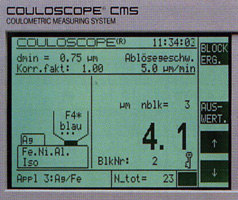 COULOSCOPE® CMS
COULOMETRIC MEASURING SYSTEM
COULOSCOPE(R) 11:34:03
dmin = 0.75 µm Ablösegeschw.
Korr.fakt: 1.00 5.0 µm/min
BLOCK
ERG.
µm nblk= 3
F4*
blau
4.1
AUS-
WERT.
↑
Ag
Fe.Ni.Al.
Iso
BlkNr: 2
Appl 3:Ag/Fe N_tot= 23
↓